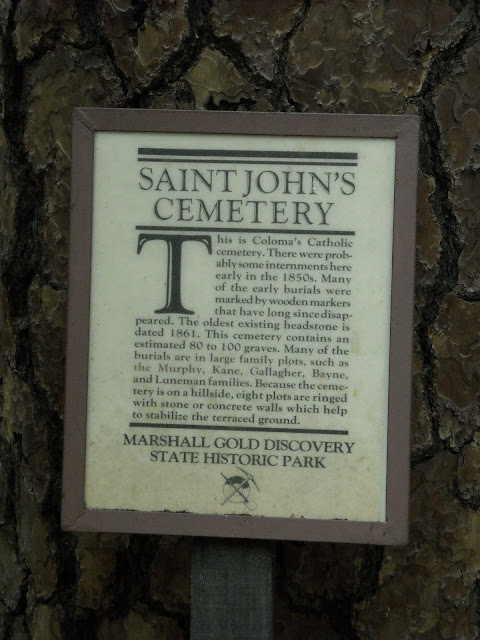 SAINT JOHN'S
CEMETERY
This is Coloma's Catholic
cemetery. There were prob-
ably some internments here
early in the 1850s. Many
of the early burials were
marked by wooden markers
that have long since disap-
peared. The oldest existing headstone is
dated 1861. This cemetery contains an
estimated 80 to 100 graves. Many of the
burials are in large family plots, such as
the Murphy, Kane, Gallagher, Bayne,
and Luneman families. Because the ceme-
tery is on a hillside, eight plots are ringed
with stone or concrete walls which help
to stabilize the terraced ground.
MARSHALL GOLD DISCOVERY
STATE HISTORIC PARK